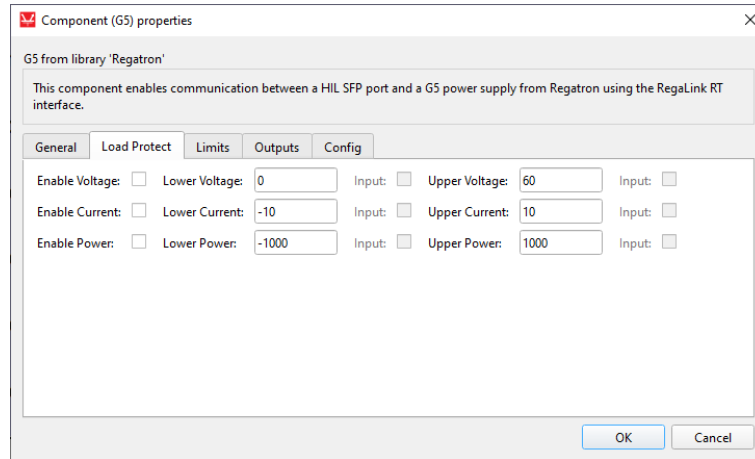 Component (G5) properties
G5 from library 'Regatron'
This component enables communication between a HIL SFP port and a G5 power supply from Regatron using the RegaLink RT
interface.
General Load Protect Limits Outputs Config
Enable Voltage: Lower Voltage: 0 Input: Upper Voltage: 60 Input:
Enable Current: Lower Current: -10 Input: Upper Current: 10 Input:
Enable Power: Lower Power: -1000 Input: Upper Power: 1000 Input:
OK Cancel